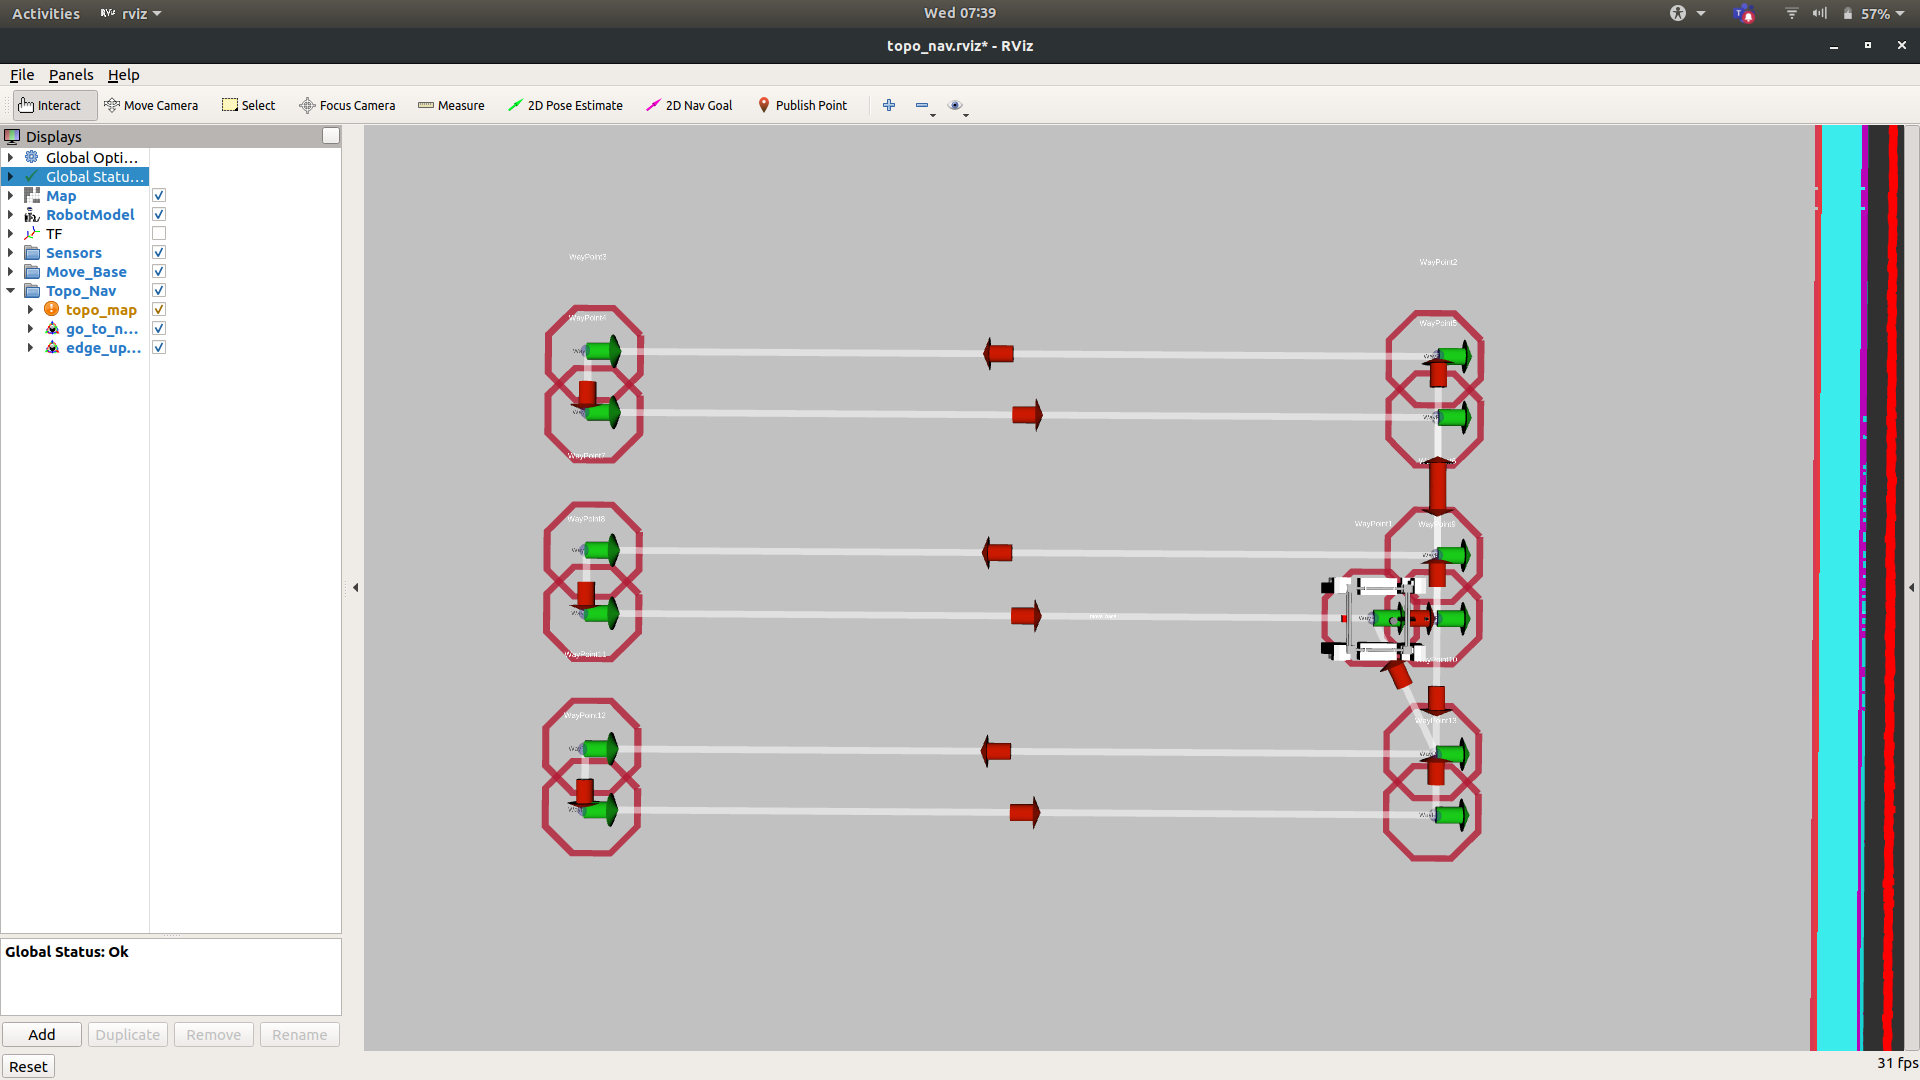 Activities rviz Wed 07:39 57%
topo_nav.rviz* - RViz
File Panels Help
Interact Move Camera Select Focus Camera Measure 2D Pose Estimate 2D Nav Goal Publish Point
Displays
Global Opti...
Global Statu...
Map
RobotModel
TF
Sensors
Move_Base
Topo_Nav
topo_map
go_to_n...
edge_up...
WayPoint3
WayPoint2
WayPoint4
WayPoint5
WayPoint7
WayPoint8
WayPoint1
WayPoint9
WayPoint11
WayPoint10
WayPoint12
WayPoint13
Global Status: Ok
Add Duplicate Remove Rename
Reset
31 fps